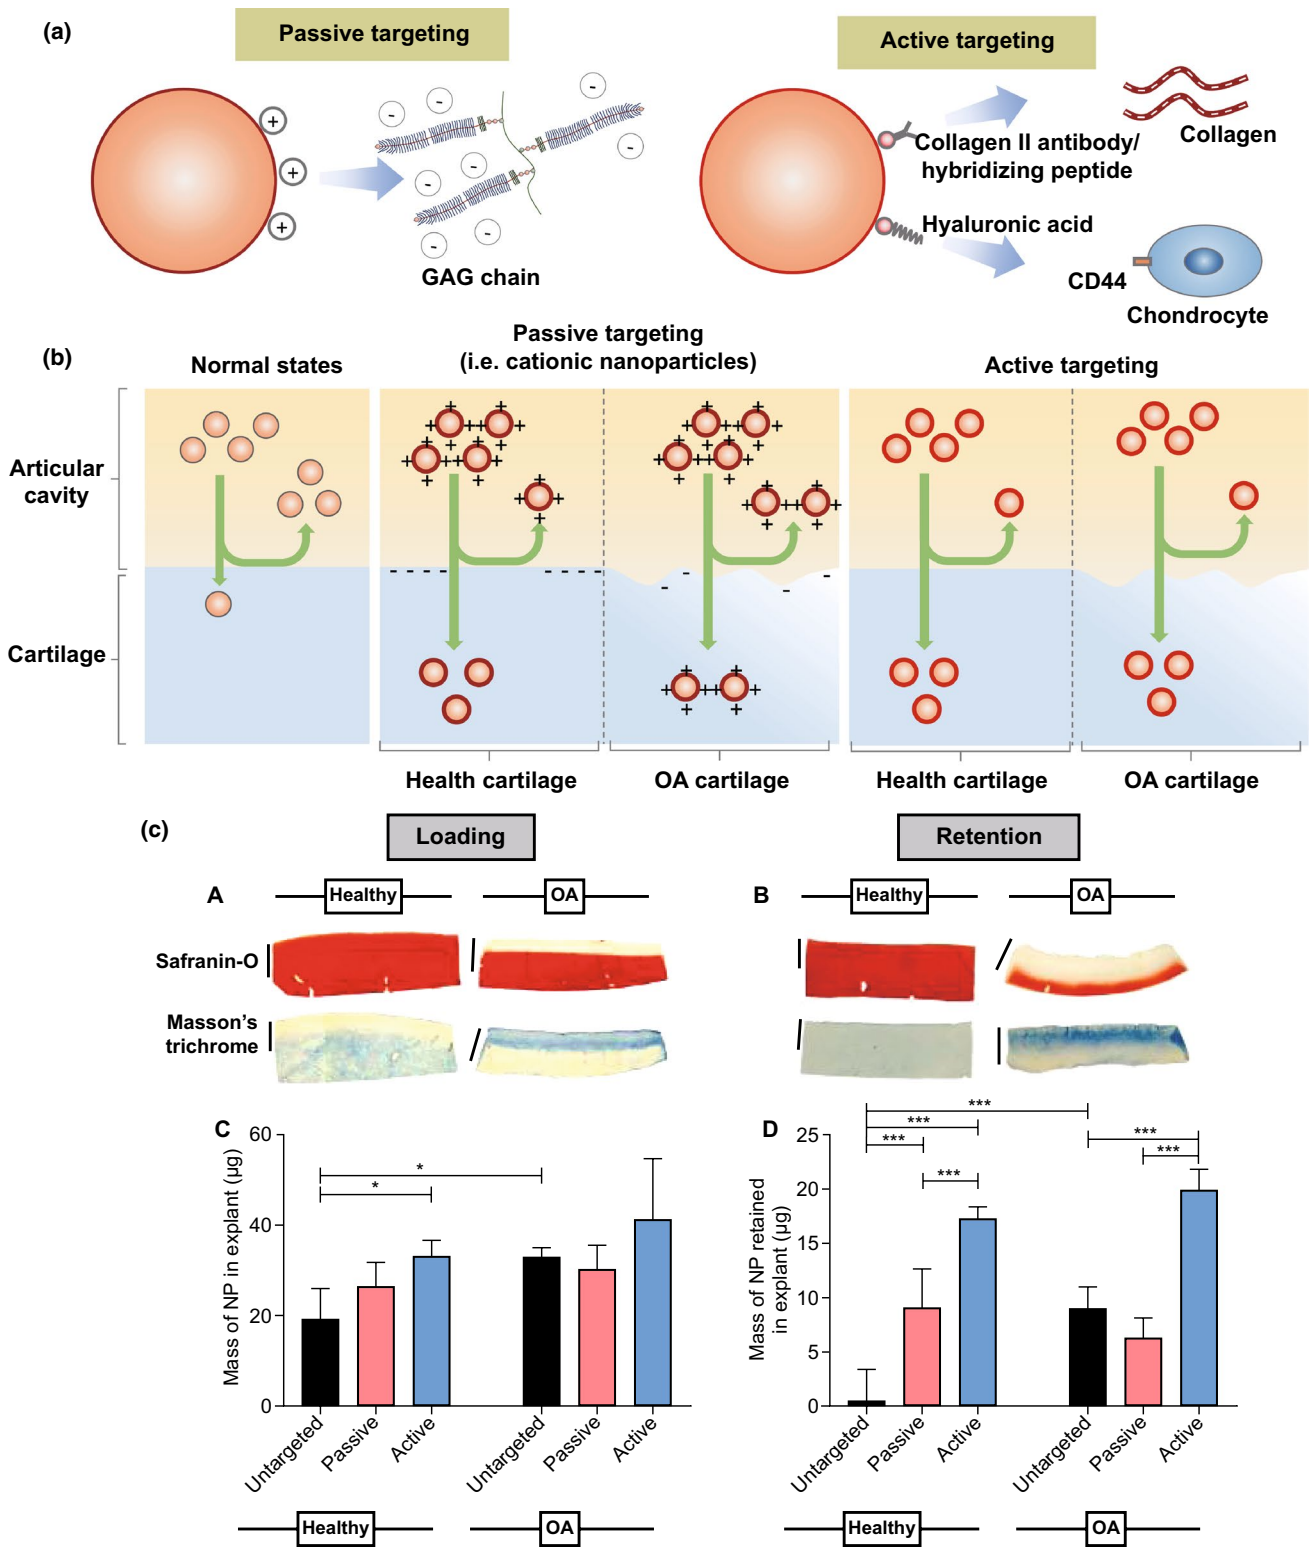 (a)
Passive targeting
Active targeting
+
+
+
-
-
-
-
-
-
-
-
GAG chain
Collagen II antibody/
hybridizing peptide
Collagen
Hyaluronic acid
CD44
Chondrocyte
(b)
Normal states
Passive targeting
(i.e. cationic nanoparticles)
Active targeting
Articular
cavity
Cartilage
Health cartilage
OA cartilage
Health cartilage
OA cartilage
(c)
Loading
Retention
A
Healthy
OA
B
Healthy
OA
Safranin-O
Masson's
trichrome
C
Mass of NP in explant (µg)
60
40
20
0
*
*
Untargeted
Passive
Active
Untargeted
Passive
Active
Healthy
OA
D
Mass of NP retained
in explant (µg)
25
20
15
10
5
0
***
***
***
***
***
***
Untargeted
Passive
Active
Untargeted
Passive
Active
Healthy
OA